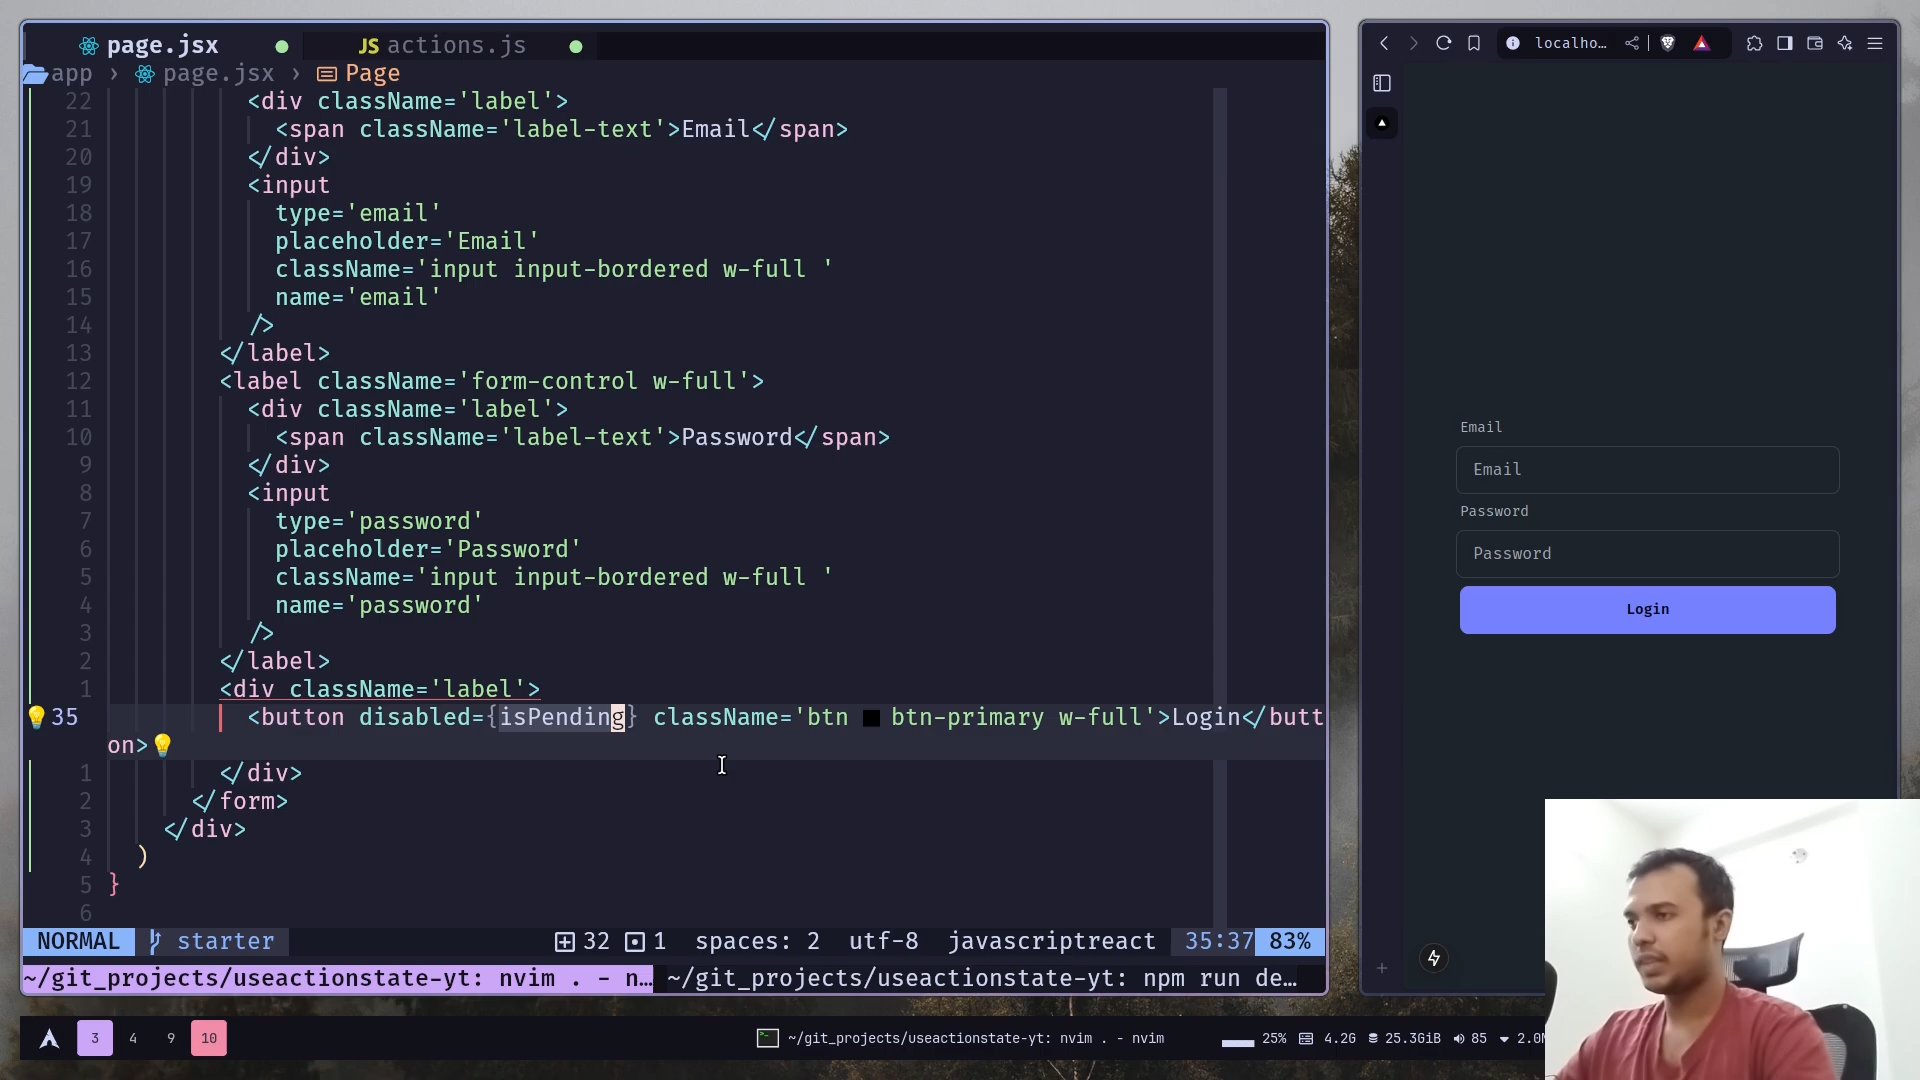 page.jsx
JS actions.js
app › page.jsx › Page
localho…
22 <div className='label'>
21 <span className='label-text'>Email</span>
20 </div>
19 <input
18 type='email'
17 placeholder='Email'
16 className='input input-bordered w-full '
15 name='email'
14 />
13 </label>
12 <label className='form-control w-full'>
11 <div className='label'>
10 <span className='label-text'>Password</span>
9 </div>
8 <input
7 type='password'
6 placeholder='Password'
5 className='input input-bordered w-full '
4 name='password'
3 />
2 </label>
1 <div className='label'>
35 <button disabled={isPending} className='btn btn-primary w-full'>Login</butt
on>
1 </div>
2 </form>
3 </div>
4 )
5 }
6
NORMAL starter 32 1 spaces: 2 utf-8 javascriptreact 35:37 83%
~/git_projects/useactionstate-yt: nvim . - n… ~/git_projects/useactionstate-yt: npm run de…
Email
Email
Password
Password
Login
3 4 9 10 ~/git_projects/useactionstate-yt: nvim . - nvim 25% 4.2G 25.3GiB 85 2.0M